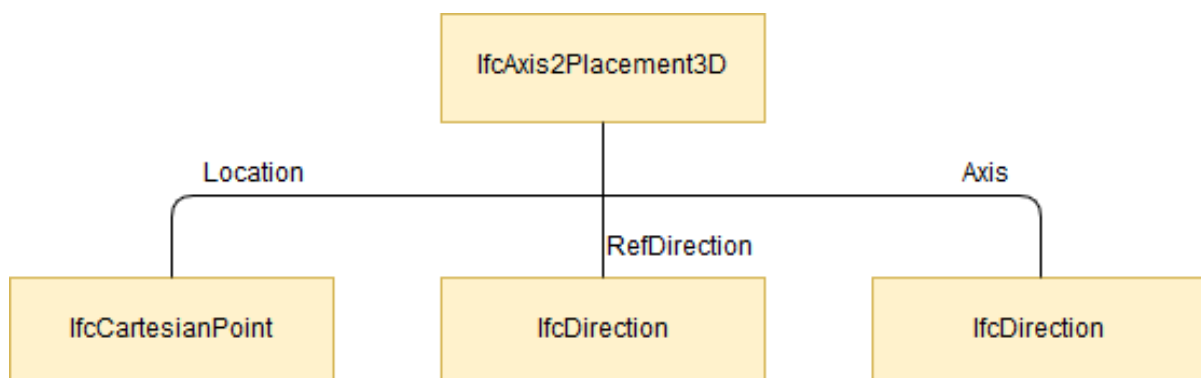 IfcAxis2Placement3D
Location
Axis
RefDirection
IfcCartesianPoint
IfcDirection
IfcDirection